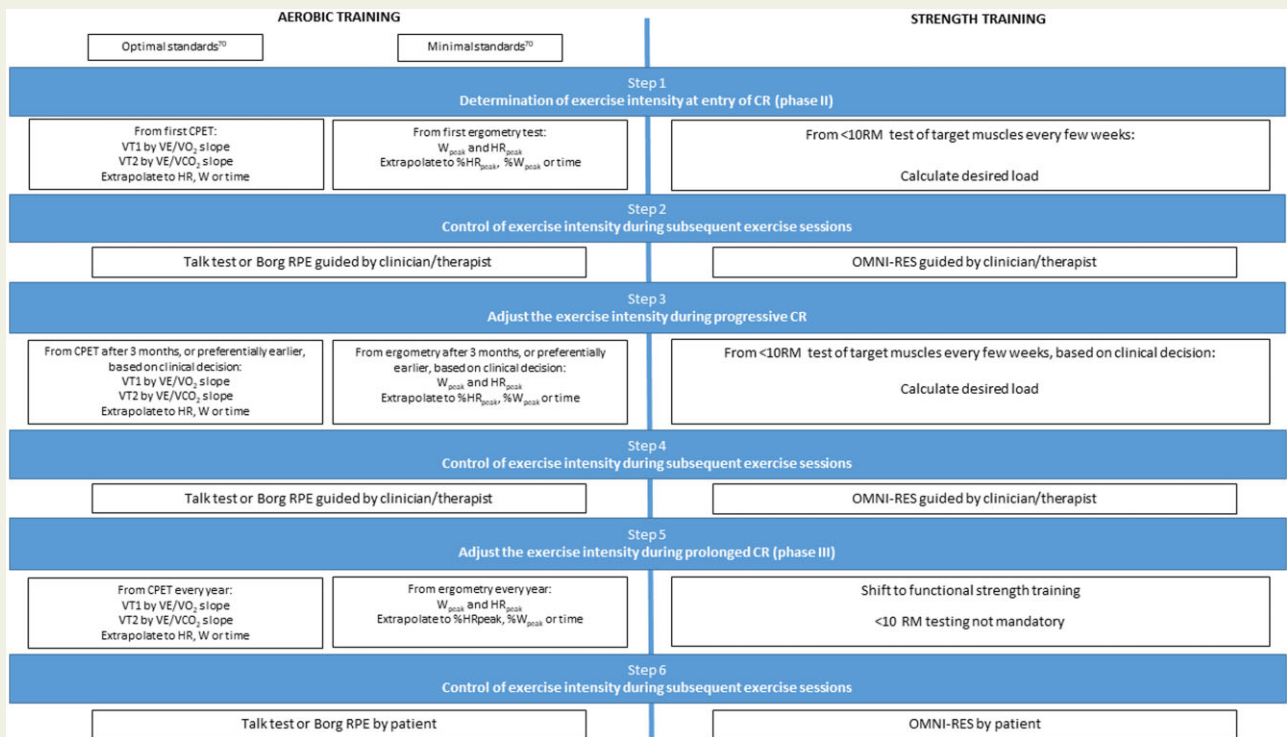 AEROBIC TRAINING
STRENGTH TRAINING
Optimal standards⁷⁰
Minimal standards⁷⁰
Step 1
Determination of exercise intensity at entry of CR (phase II)
From first CPET:
VT1 by VE/VO₂ slope
VT2 by VE/VCO₂ slope
Extrapolate to HR, W or time
From first ergometry test:
Wpeak and HRpeak
Extrapolate to %HRpeak, %Wpeak or time
From <10RM test of target muscles every few weeks:
Calculate desired load
Step 2
Control of exercise intensity during subsequent exercise sessions
Talk test or Borg RPE guided by clinician/therapist
OMNI-RES guided by clinician/therapist
Step 3
Adjust the exercise intensity during progressive CR
From CPET after 3 months, or preferentially earlier,
based on clinical decision:
VT1 by VE/VO₂ slope
VT2 by VE/VCO₂ slope
Extrapolate to HR, W or time
From ergometry after 3 months, or preferentially
earlier, based on clinical decision:
Wpeak and HRpeak
Extrapolate to %HRpeak, %Wpeak or time
From <10RM test of target muscles every few weeks, based on clinical decision:
Calculate desired load
Step 4
Control of exercise intensity during subsequent exercise sessions
Talk test or Borg RPE guided by clinician/therapist
OMNI-RES guided by clinician/therapist
Step 5
Adjust the exercise intensity during prolonged CR (phase III)
From CPET every year:
VT1 by VE/VO₂ slope
VT2 by VE/VCO₂ slope
Extrapolate to HR, W or time
From ergometry every year:
Wpeak and HRpeak
Extrapolate to %HRpeak, %Wpeak or time
Shift to functional strength training
<10 RM testing not mandatory
Step 6
Control of exercise intensity during subsequent exercise sessions
Talk test or Borg RPE by patient
OMNI-RES by patient